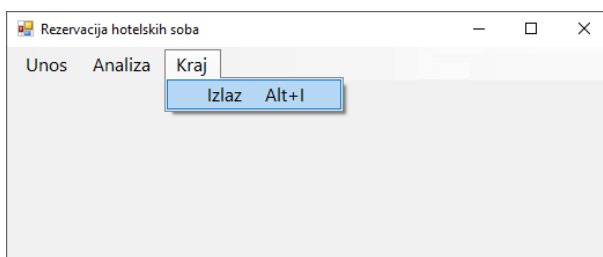 Rezervacija hotelskih soba
Unos Analiza Kraj
Izlaz Alt+I